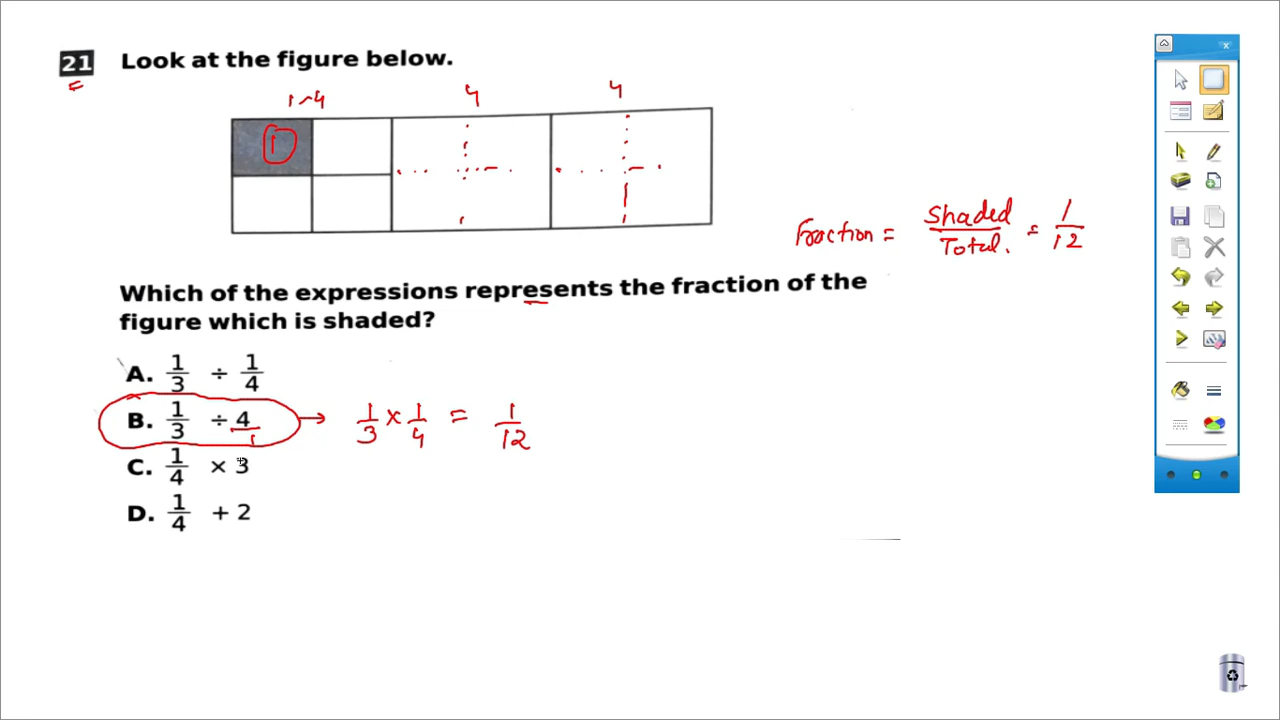 21 Look at the figure below.
1~4 4 4
1
Fraction = Shaded/Total. = 1/12
Which of the expressions represents the fraction of the
figure which is shaded?
A. 1/3 ÷ 1/4
B. 1/3 ÷ 4/1 → 1/3 × 1/4 = 1/12
C. 1/4 × 3
D. 1/4 + 2